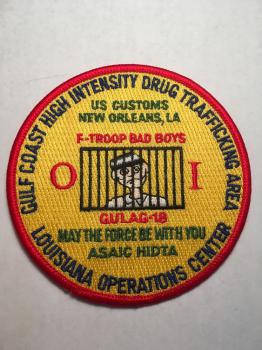 GULF COAST HIGH INTENSITY DRUG TRAFFICKING AREA
US CUSTOMS
NEW ORLEANS, LA
F-TROOP BAD BOYS
O I
GULAG-18
MAY THE FORCE BE WITH YOU
ASAIC HIDTA
LOUISIANA OPERATIONS CENTER